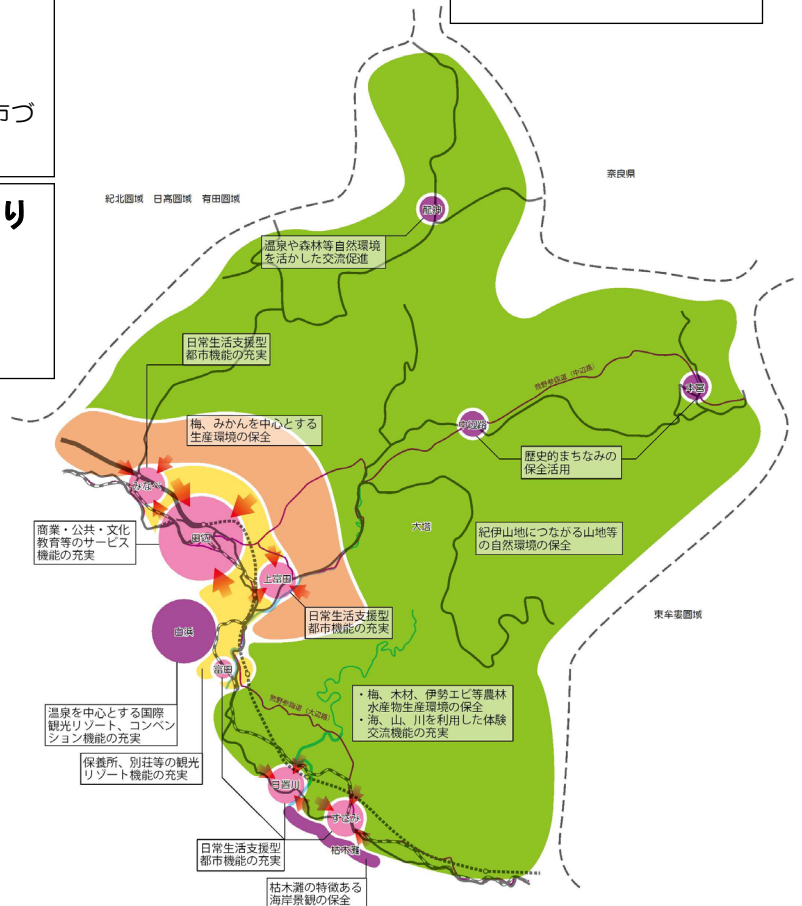 市づ
り
奈良県
紀北圏域 日高圏域 有田圏域
龍神
温泉や森林等自然環境
を活かした交流促進
日常生活支援型
都市機能の充実
熊野参詣道(中辺路)
本宮
梅、みかんを中心とする
生産環境の保全
中辺路
歴史的まちなみの
保全活用
みなべ
商業・公共・文化
教育等のサービス
機能の充実
田辺
大塔
紀伊山地につながる山地等
の自然環境の保全
上富田
日常生活支援型
都市機能の充実
東牟婁圏域
白浜
富田
熊野参詣道(大辺路)
・梅、木材、伊勢エビ等農林
水産物生産環境の保全
・海、山、川を利用した体験
交流機能の充実
温泉を中心とする国際
観光リゾート、コンベン
ション機能の充実
保養所、別荘等の観光
リゾート機能の充実
日置川
すさみ
日常生活支援型
都市機能の充実
枯木灘
枯木灘の特徴ある
海岸景観の保全